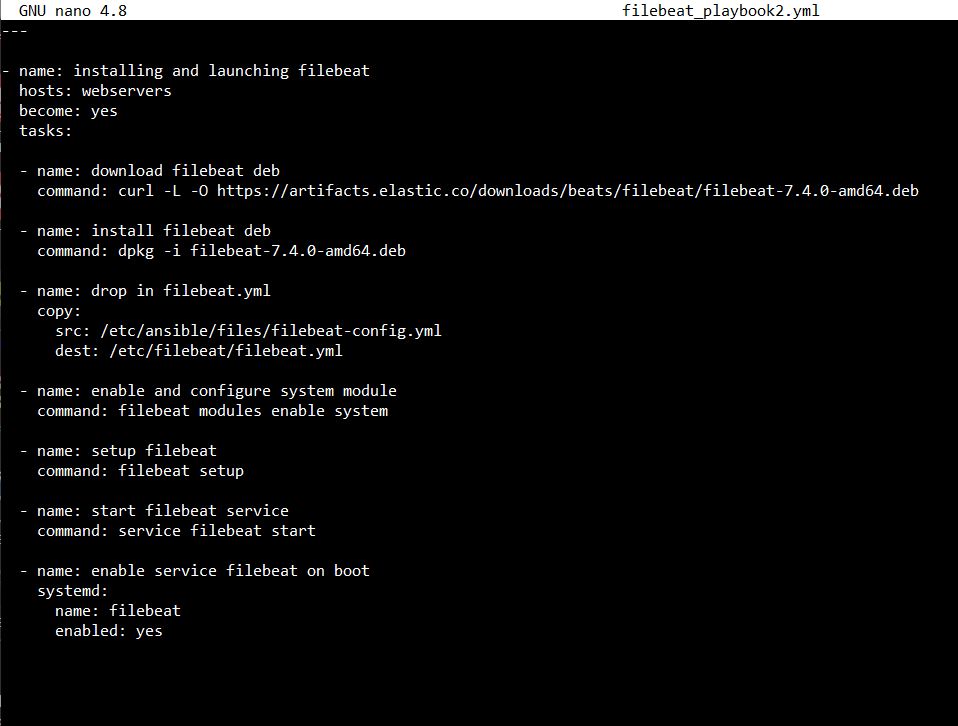 GNU nano 4.8 filebeat_playbook2.yml
---
- name: installing and launching filebeat
hosts: webservers
become: yes
tasks:
- name: download filebeat deb
command: curl -L -O https://artifacts.elastic.co/downloads/beats/filebeat/filebeat-7.4.0-amd64.deb
- name: install filebeat deb
command: dpkg -i filebeat-7.4.0-amd64.deb
- name: drop in filebeat.yml
copy:
src: /etc/ansible/files/filebeat-config.yml
dest: /etc/filebeat/filebeat.yml
- name: enable and configure system module
command: filebeat modules enable system
- name: setup filebeat
command: filebeat setup
- name: start filebeat service
command: service filebeat start
- name: enable service filebeat on boot
systemd:
name: filebeat
enabled: yes